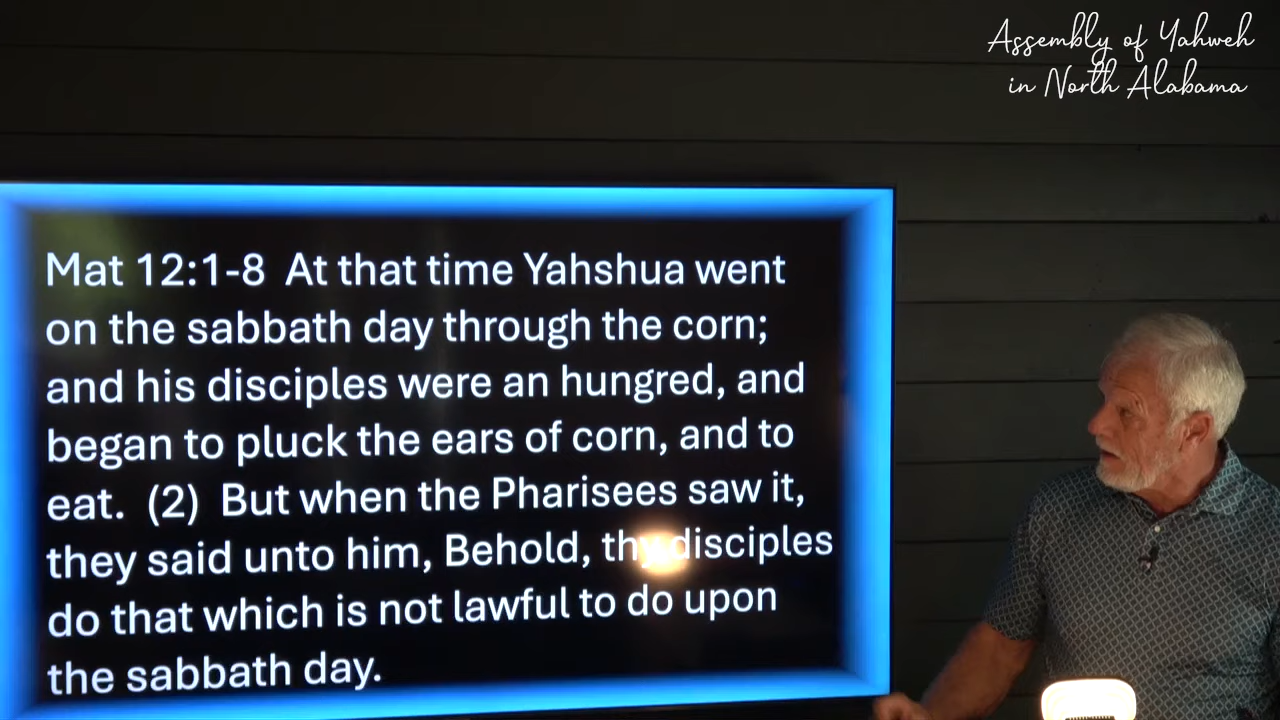 Assembly of Yahweh
in North Alabama
Mat 12:1-8 At that time Yahshua went
on the sabbath day through the corn;
and his disciples were an hungred, and
began to pluck the ears of corn, and to
eat. (2) But when the Pharisees saw it,
they said unto him, Behold, thy disciples
do that which is not lawful to do upon
the sabbath day.